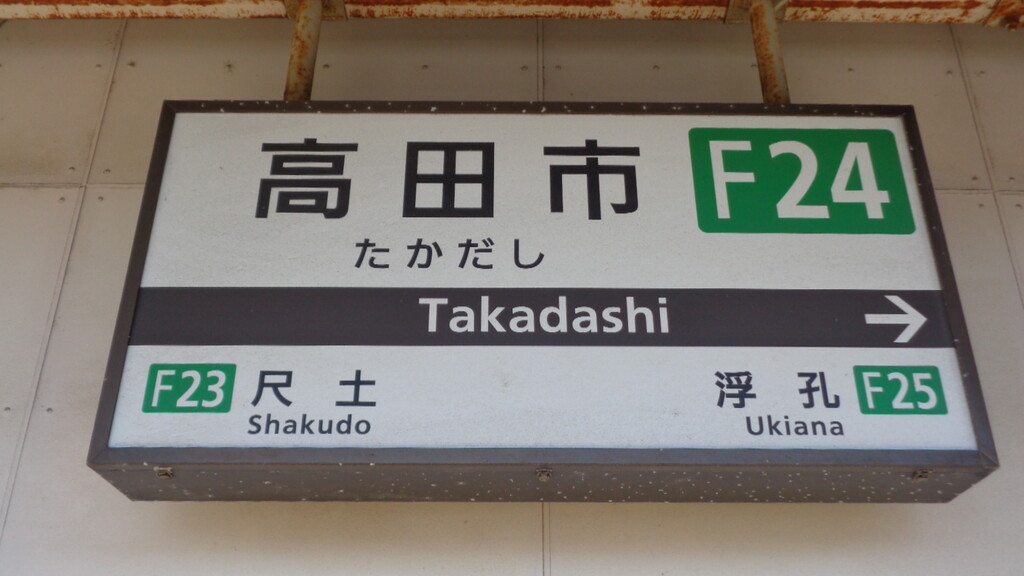 高田市 F24
たかだし
Takadashi →
F23 尺土 浮孔 F25
Shakudo Ukiana